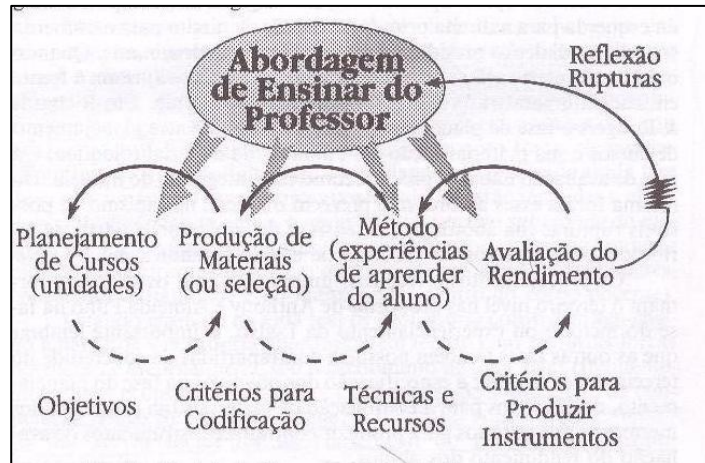 Abordagem
de Ensinar do
Professor
Reflexão
Rupturas
Planejamento
de Cursos
(unidades)
Produção de
Materiais
(ou seleção)
Método
(experiências
de aprender
do aluno)
Avaliação do
Rendimento
Objetivos
Critérios para
Codificação
Técnicas e
Recursos
Critérios para
Produzir
Instrumentos